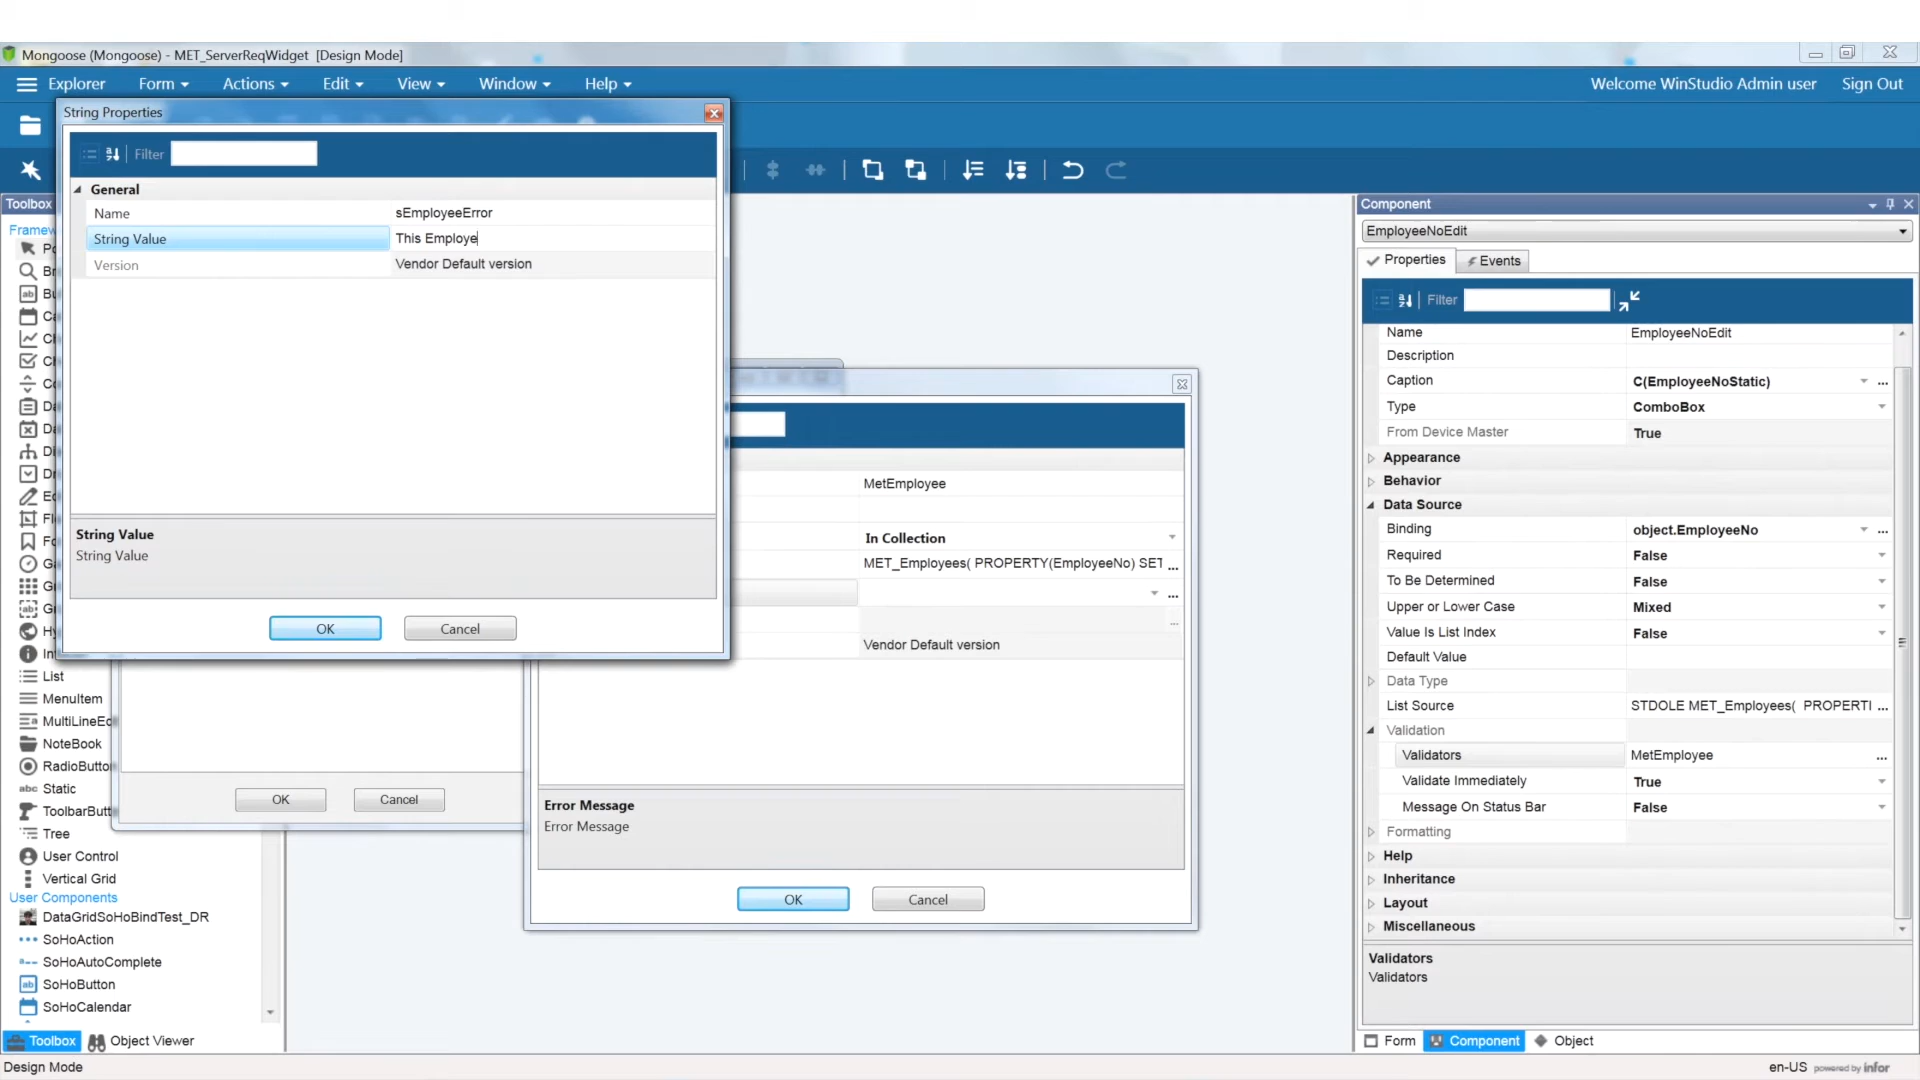 Mongoose (Mongoose) - MET_ServerReqWidget [Design Mode]
Explorer Form Actions Edit View Window Help
Welcome WinStudio Admin user Sign Out
String Properties
Filter
General
Name sEmployeeError
String Value This Employe
Version Vendor Default version
String Value
String Value
OK Cancel
Toolbox
List
MenuItem
NoteBook
Static
Tree
User Control
Vertical Grid
User Components
DataGridSoHoBindTest_DR
SoHoAction
SoHoAutoComplete
SoHoButton
SoHoCalendar
Toolbox Object Viewer
Design Mode
OK Cancel
MetEmployee
In Collection
MET_Employees( PROPERTY(EmployeeNo) SET ...
...
...
Vendor Default version
Error Message
Error Message
OK Cancel
Component
EmployeeNoEdit
Properties Events
Filter
Name EmployeeNoEdit
Description
Caption C(EmployeeNoStatic) ...
Type ComboBox
From Device Master True
Appearance
Behavior
Data Source
Binding object.EmployeeNo ...
Required False
To Be Determined False
Upper or Lower Case Mixed
Value Is List Index False
Default Value
Data Type
List Source STDOLE MET_Employees( PROPERTI ...
Validation
Validators MetEmployee ...
Validate Immediately True
Message On Status Bar False
Formatting
Help
Inheritance
Layout
Miscellaneous
Validators
Validators
Form Component Object
en-US powered by infor